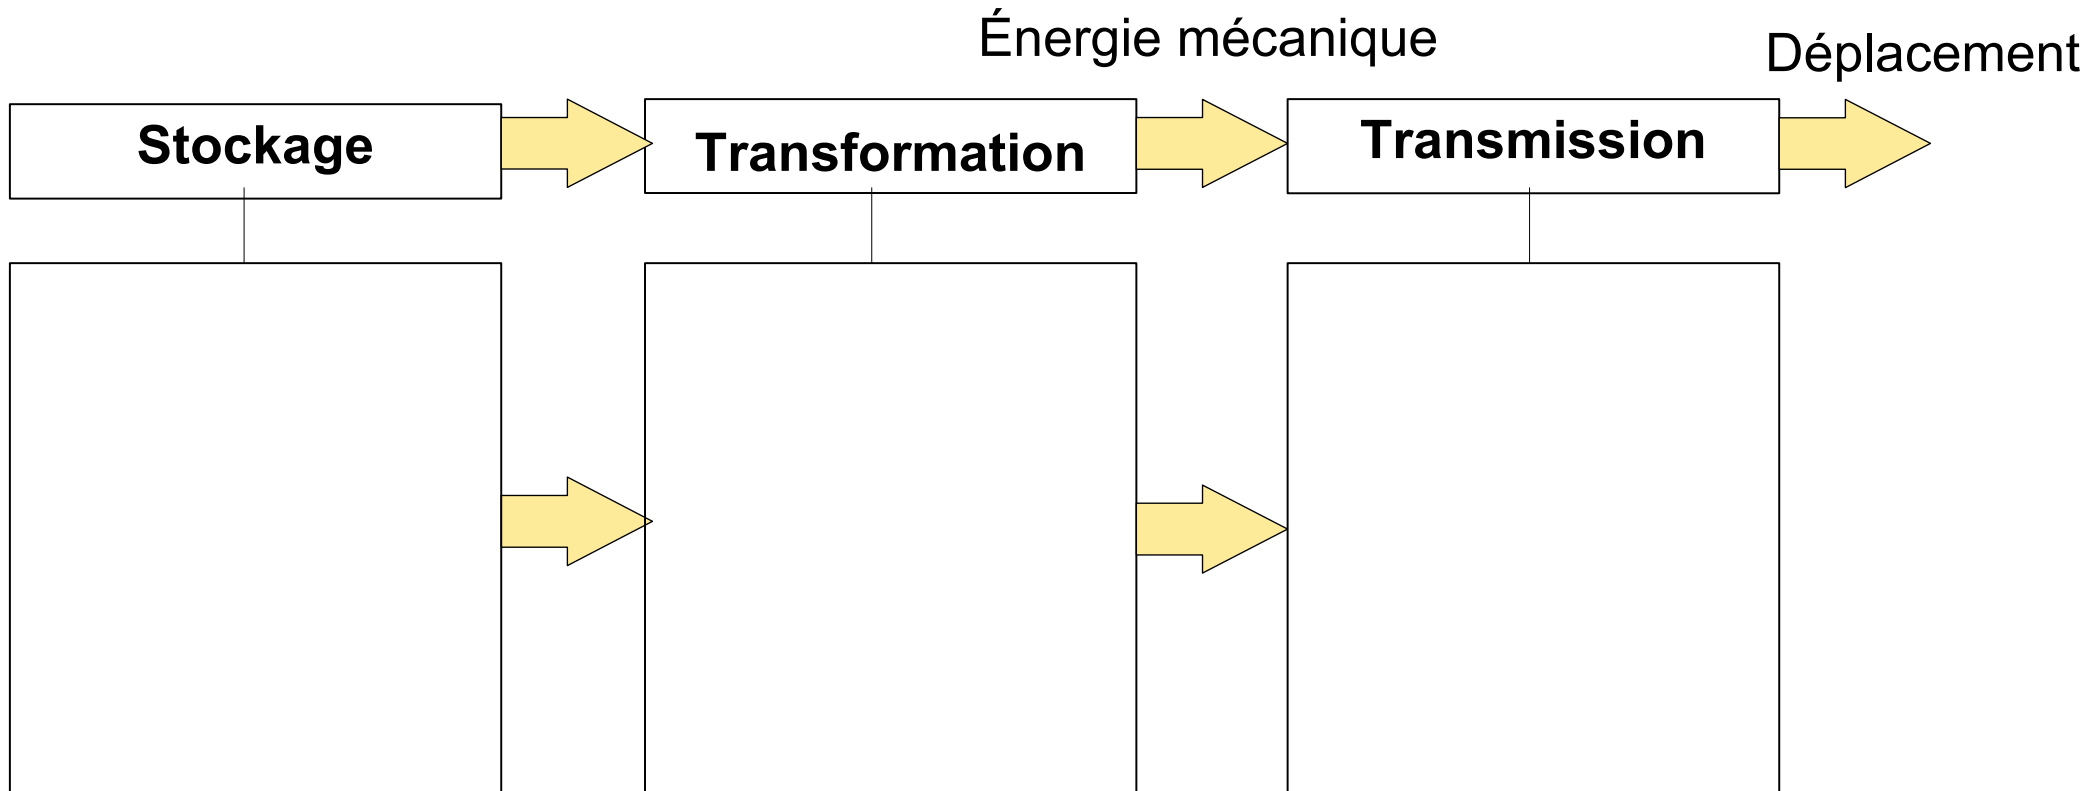 Énergie mécanique
Déplacement
Stockage
Transformation
Transmission